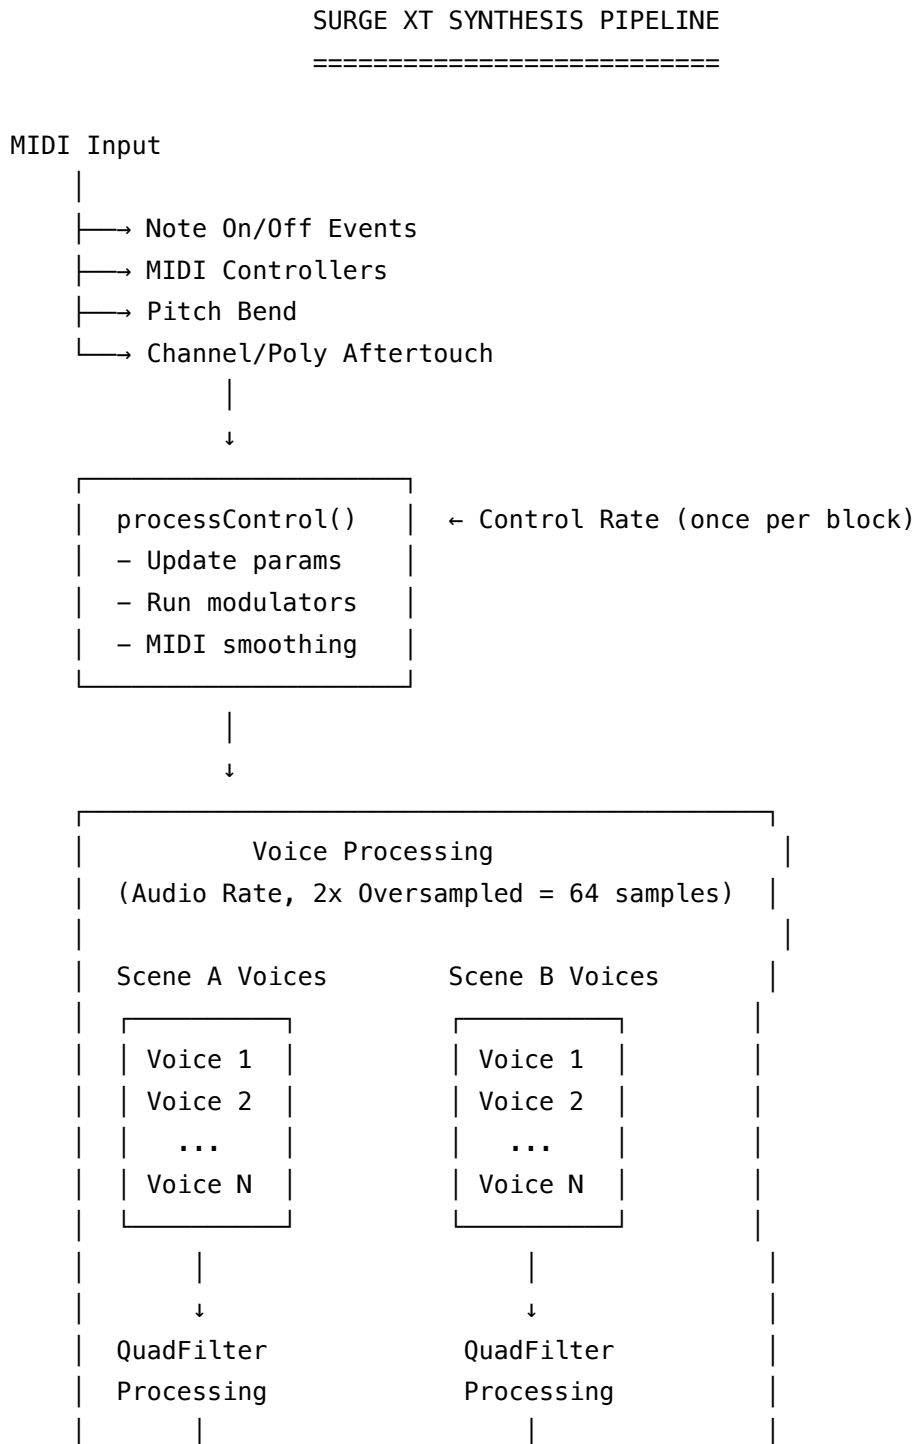 SURGE XT SYNTHESIS PIPELINE
===========================
MIDI Input
│
├──→ Note On/Off Events
├──→ MIDI Controllers
├──→ Pitch Bend
└──→ Channel/Poly Aftertouch
│
↓
┌─────────────────────┐
│  processControl()   │  ← Control Rate (once per block)
│  - Update params    │
│  - Run modulators   │
│  - MIDI smoothing   │
└─────────────────────┘
│
↓
┌─────────────────────────────────────────────┐
│           Voice Processing                   │
│  (Audio Rate, 2x Oversampled = 64 samples)  │
│                                              │
│  Scene A Voices        Scene B Voices       │
│  ┌──────────┐          ┌──────────┐        │
│  │ Voice 1  │          │ Voice 1  │        │
│  │ Voice 2  │          │ Voice 2  │        │
│  │   ...    │          │   ...    │        │
│  │ Voice N  │          │ Voice N  │        │
│  └──────────┘          └──────────┘        │
│       │                     │               │
│       ↓                     ↓               │
│  QuadFilter             QuadFilter          │
│  Processing             Processing          │
│       │                     │               │